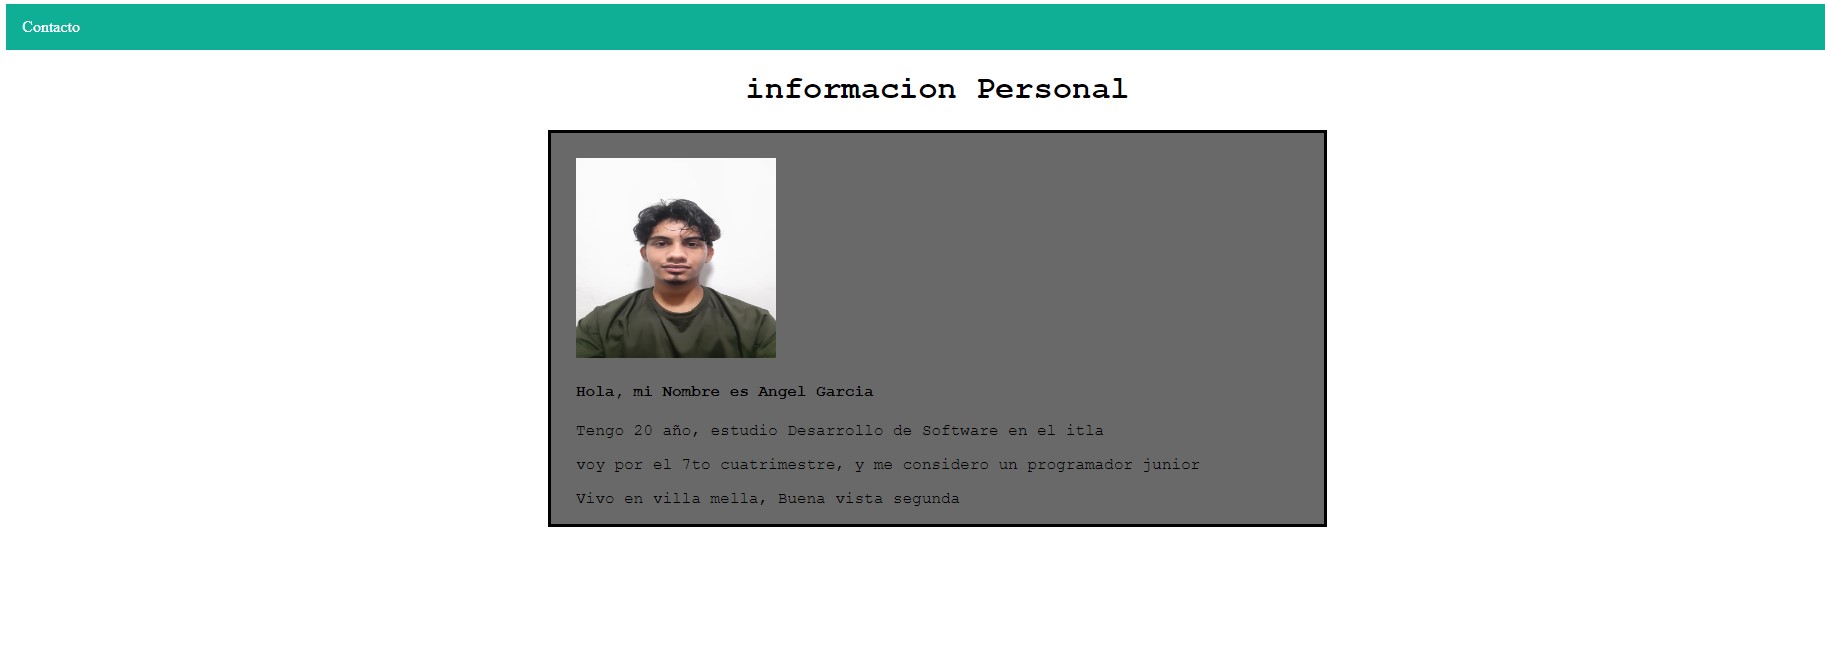 Contacto
informacion Personal
Hola, mi Nombre es Angel Garcia
Tengo 20 año, estudio Desarrollo de Software en el itla
voy por el 7to cuatrimestre, y me considero un programador junior
Vivo en villa mella, Buena vista segunda